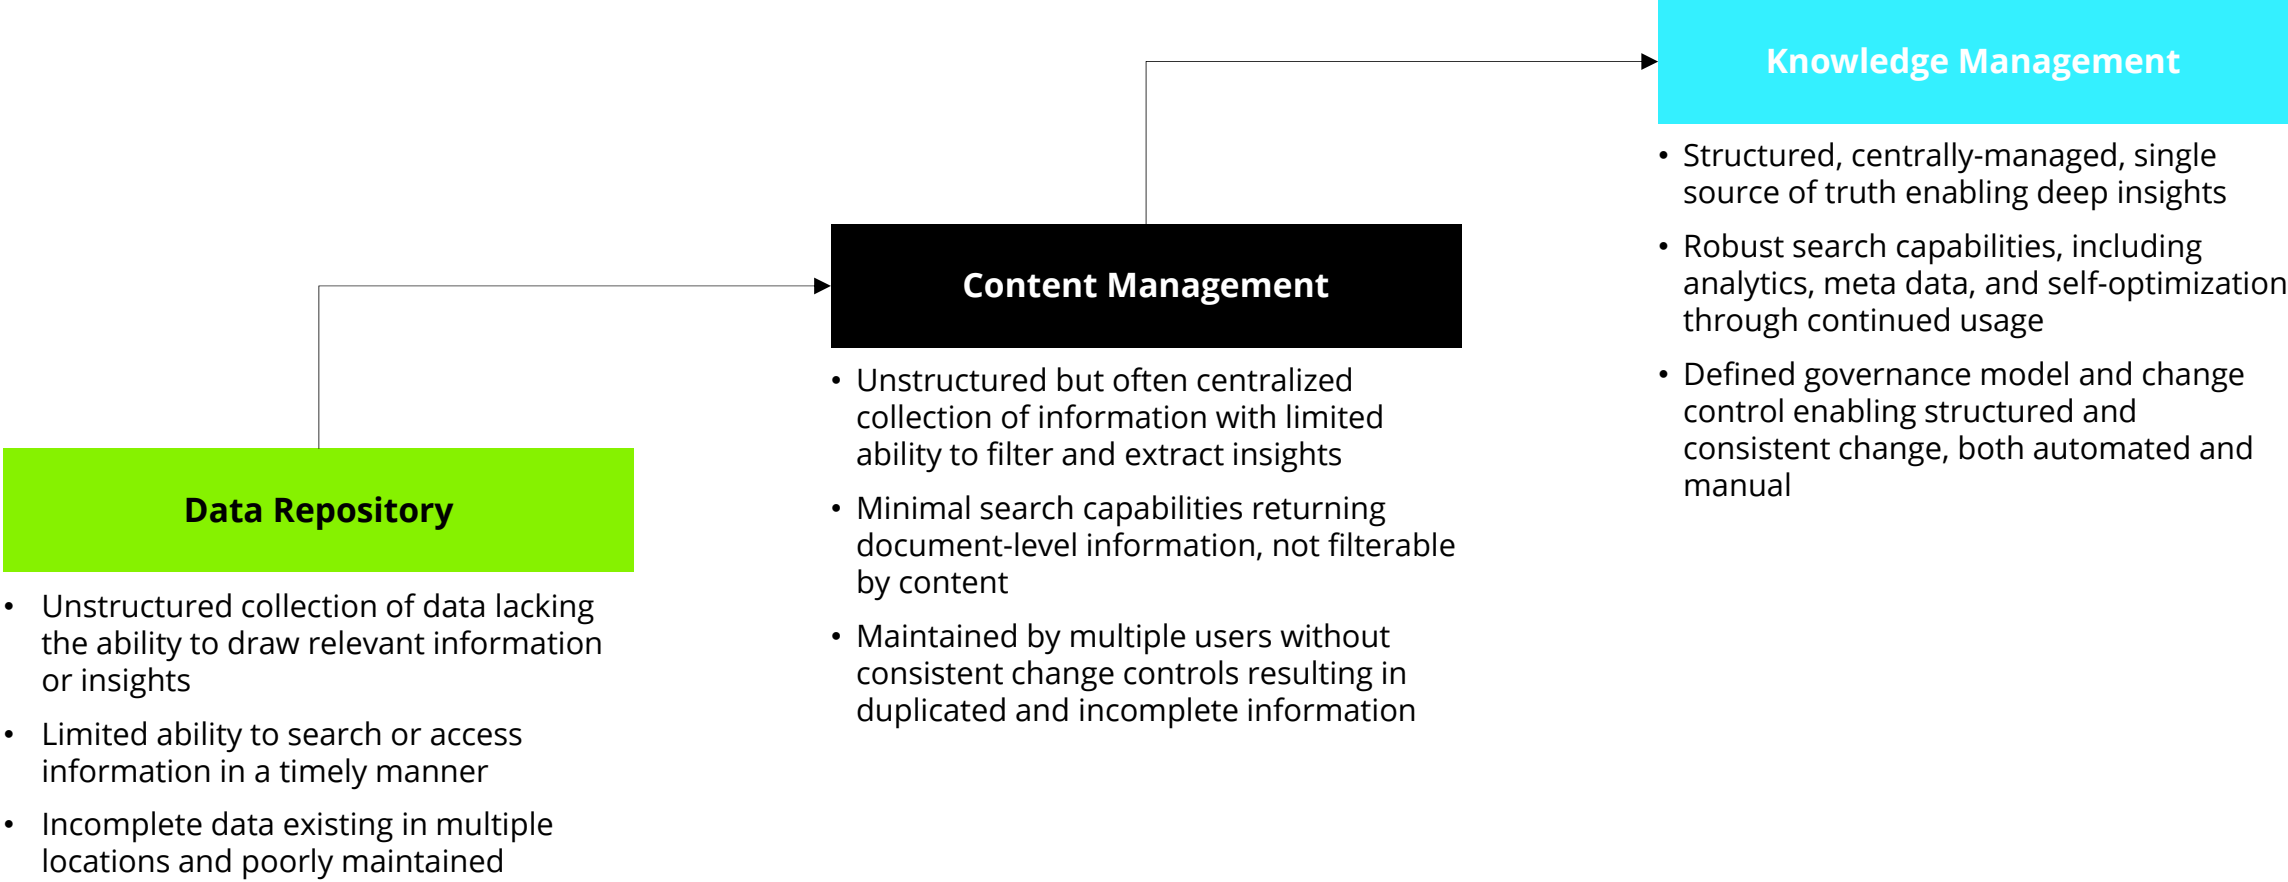 Knowledge Management
• Structured, centrally-managed, single
source of truth enabling deep insights
• Robust search capabilities, including
analytics, meta data, and self-optimization
through continued usage
• Defined governance model and change
control enabling structured and
consistent change, both automated and
manual
Content Management
• Unstructured but often centralized
collection of information with limited
ability to filter and extract insights
• Minimal search capabilities returning
document-level information, not filterable
by content
• Maintained by multiple users without
consistent change controls resulting in
duplicated and incomplete information
Data Repository
• Unstructured collection of data lacking
the ability to draw relevant information
or insights
• Limited ability to search or access
information in a timely manner
• Incomplete data existing in multiple
locations and poorly maintained